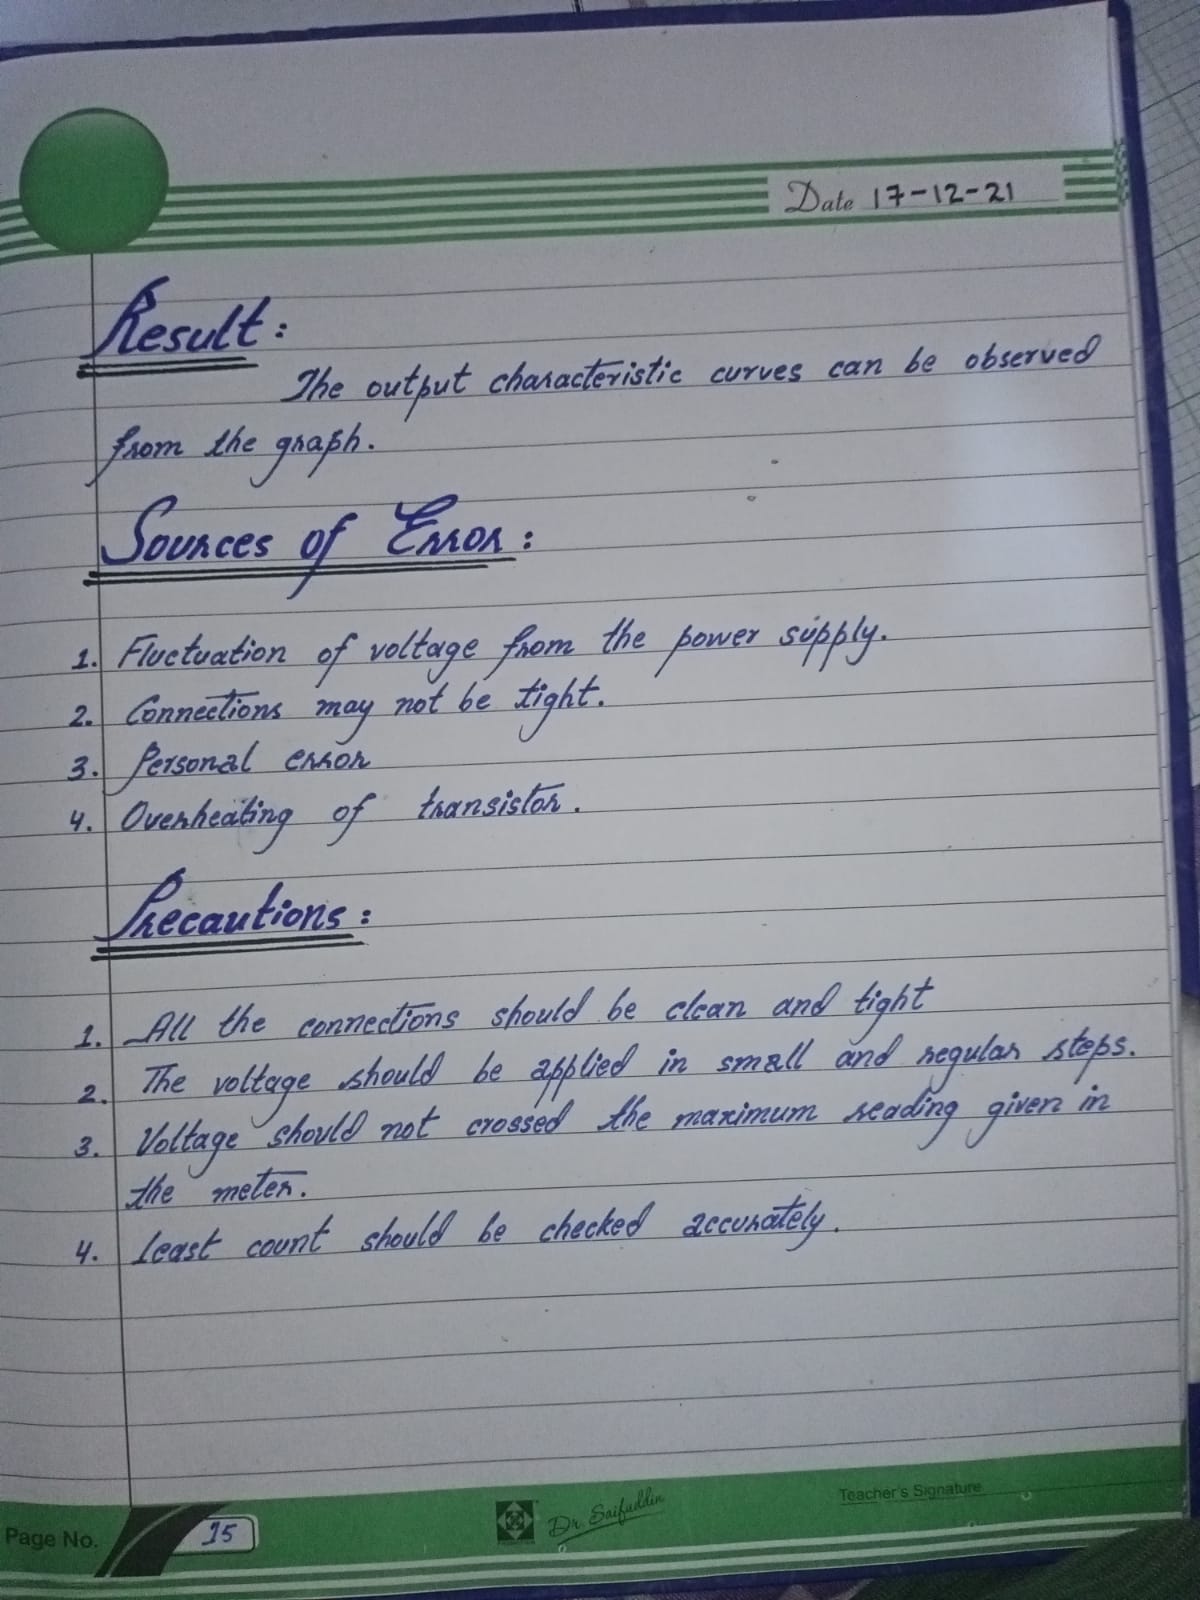 Date 17-12-21
Result:
The output characteristic curves can be observed
from the graph.
Sources of Error:
1. Fluctuation of voltage from the power supply.
2. Connections may not be tight.
3. Personal error
4. Overheating of transistor.
Precautions:
1. All the connections should be clean and tight
2. The voltage should be applied in small and regular steps.
3. Voltage should not crossed the maximum reading given in
the meter.
4. Least count should be checked accurately.
Teacher's Signature
Page No. 15
Dr. Saifuddin